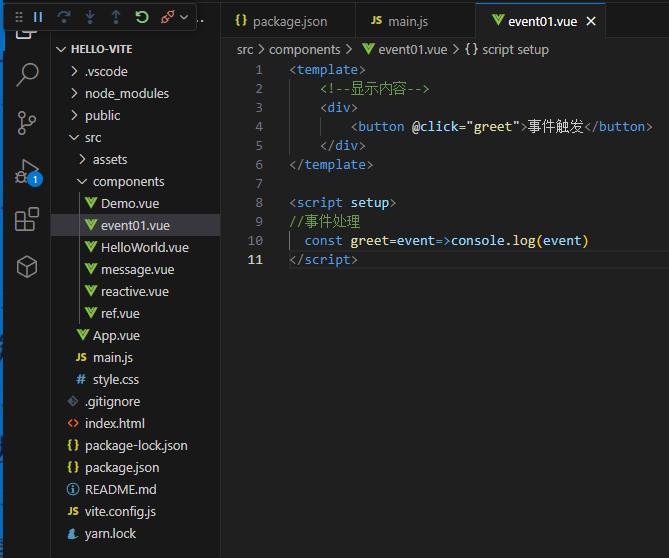 package.json
main.js
event01.vue
src > components > event01.vue > {} script setup
HELLO-VITE
.vscode
node_modules
public
src
assets
components
Demo.vue
event01.vue
HelloWorld.vue
message.vue
reactive.vue
ref.vue
App.vue
main.js
style.css
.gitignore
index.html
package-lock.json
package.json
README.md
vite.config.js
yarn.lock
1
1 <template>
2 <!--显示内容-->
3 <div>
4 <button @click="greet">事件触发</button>
5 </div>
6 </template>
7
8 <script setup>
9 //事件处理
10 const greet=event=>console.log(event)
11 </script>